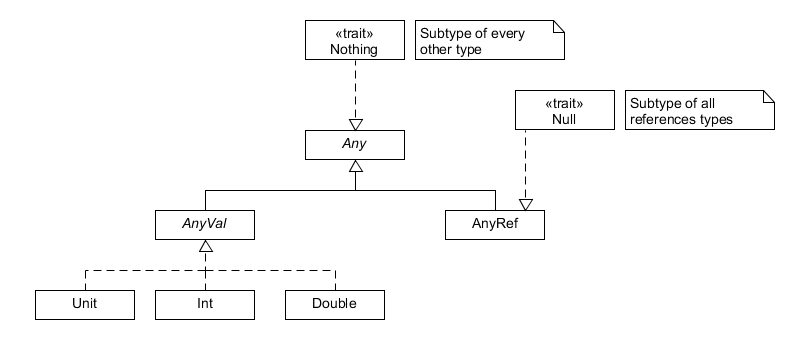 «trait»
Nothing
Subtype of every
other type
«trait»
Null
Subtype of all
references types
Any
AnyVal
AnyRef
Unit
Int
Double